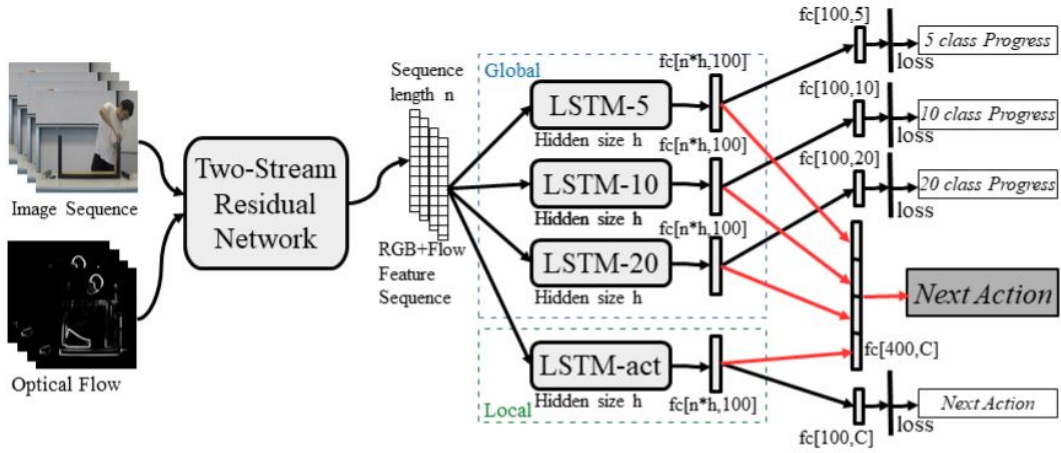 Image Sequence
Optical Flow
Two-Stream
Residual
Network
Sequence
length n
RGB+Flow
Feature
Sequence
Global
LSTM-5
Hidden size h
fc[n*h,100]
LSTM-10
Hidden size h
fc[n*h,100]
LSTM-20
Hidden size h
fc[n*h,100]
LSTM-act
Hidden size h
fc[n*h,100]
Local
fc[100,5]
loss
5 class Progress
fc[100,10]
loss
10 class Progress
fc[100,20]
loss
20 class Progress
Next Action
fc[400,C]
fc[100,C]
loss
Next Action